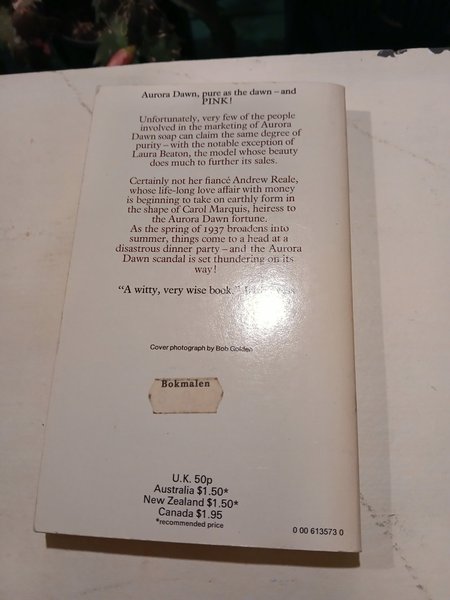 Aurora Dawn, pure as the dawn – and
PINK!
Unfortunately, very few of the people
involved in the marketing of Aurora
Dawn soap can claim the same degree of
purity – with the notable exception of
Laura Beaton, the model whose beauty
does much to further its sales.
Certainly not her fiancé Andrew Reale,
whose life-long love affair with money
is beginning to take on earthly form in
the shape of Carol Marquis, heiress to
the Aurora Dawn fortune.
As the spring of 1937 broadens into
summer, things come to a head at a
disastrous dinner party – and the Aurora
Dawn scandal is set thundering on its
way!
“A witty, very wise book.”
Cover photograph by Bob Golden
Bokmalen
U.K. 50p
Australia $1.50*
New Zealand $1.50*
Canada $1.95
*recommended price
0 00 613573 0